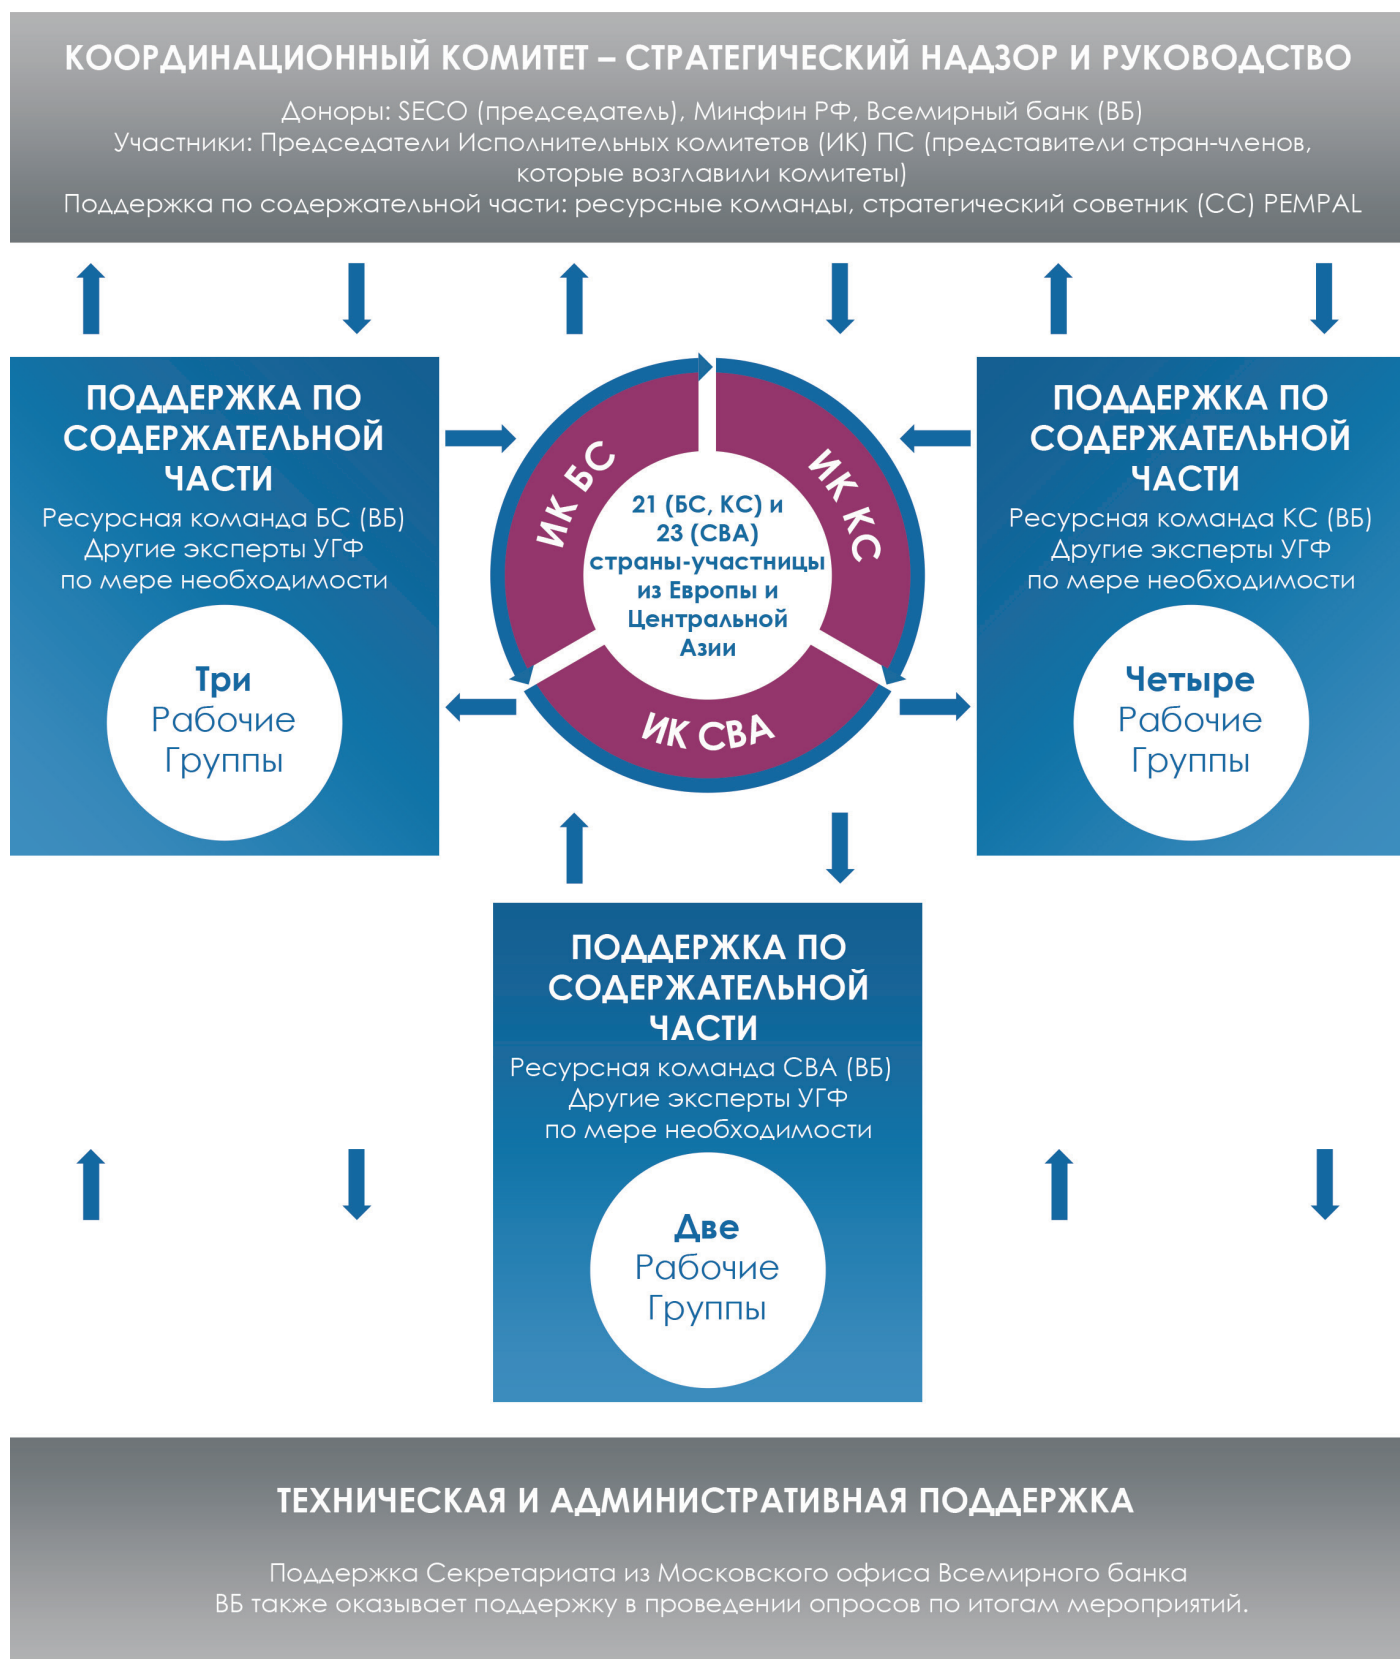 КООРДИНАЦИОННЫЙ КОМИТЕТ – СТРАТЕГИЧЕСКИЙ НАДЗОР И РУКОВОДСТВО
Доноры: SECO (председатель), Минфин РФ, Всемирный банк (ВБ)
Участники: Председатели Исполнительных комитетов (ИК) ПС (представители стран-членов,
которые возглавили комитеты)
Поддержка по содержательной части: ресурсные команды, стратегический советник (СС) PEMPAL
ПОДДЕРЖКА ПО
СОДЕРЖАТЕЛЬНОЙ
ЧАСТИ
Ресурсная команда БС (ВБ)
Другие эксперты УГФ
по мере необходимости
Три
Рабочие
Группы
ИК БС
ИК КС
ИК СВА
21 (БС, КС) и
23 (СВА)
страны-участницы
из Европы и
Центральной
Азии
ПОДДЕРЖКА ПО
СОДЕРЖАТЕЛЬНОЙ
ЧАСТИ
Ресурсная команда КС (ВБ)
Другие эксперты УГФ
по мере необходимости
Четыре
Рабочие
Группы
ПОДДЕРЖКА ПО
СОДЕРЖАТЕЛЬНОЙ
ЧАСТИ
Ресурсная команда СВА (ВБ)
Другие эксперты УГФ
по мере необходимости
Две
Рабочие
Группы
ТЕХНИЧЕСКАЯ И АДМИНИСТРАТИВНАЯ ПОДДЕРЖКА
Поддержка Секретариата из Московского офиса Всемирного банка
ВБ также оказывает поддержку в проведении опросов по итогам мероприятий.